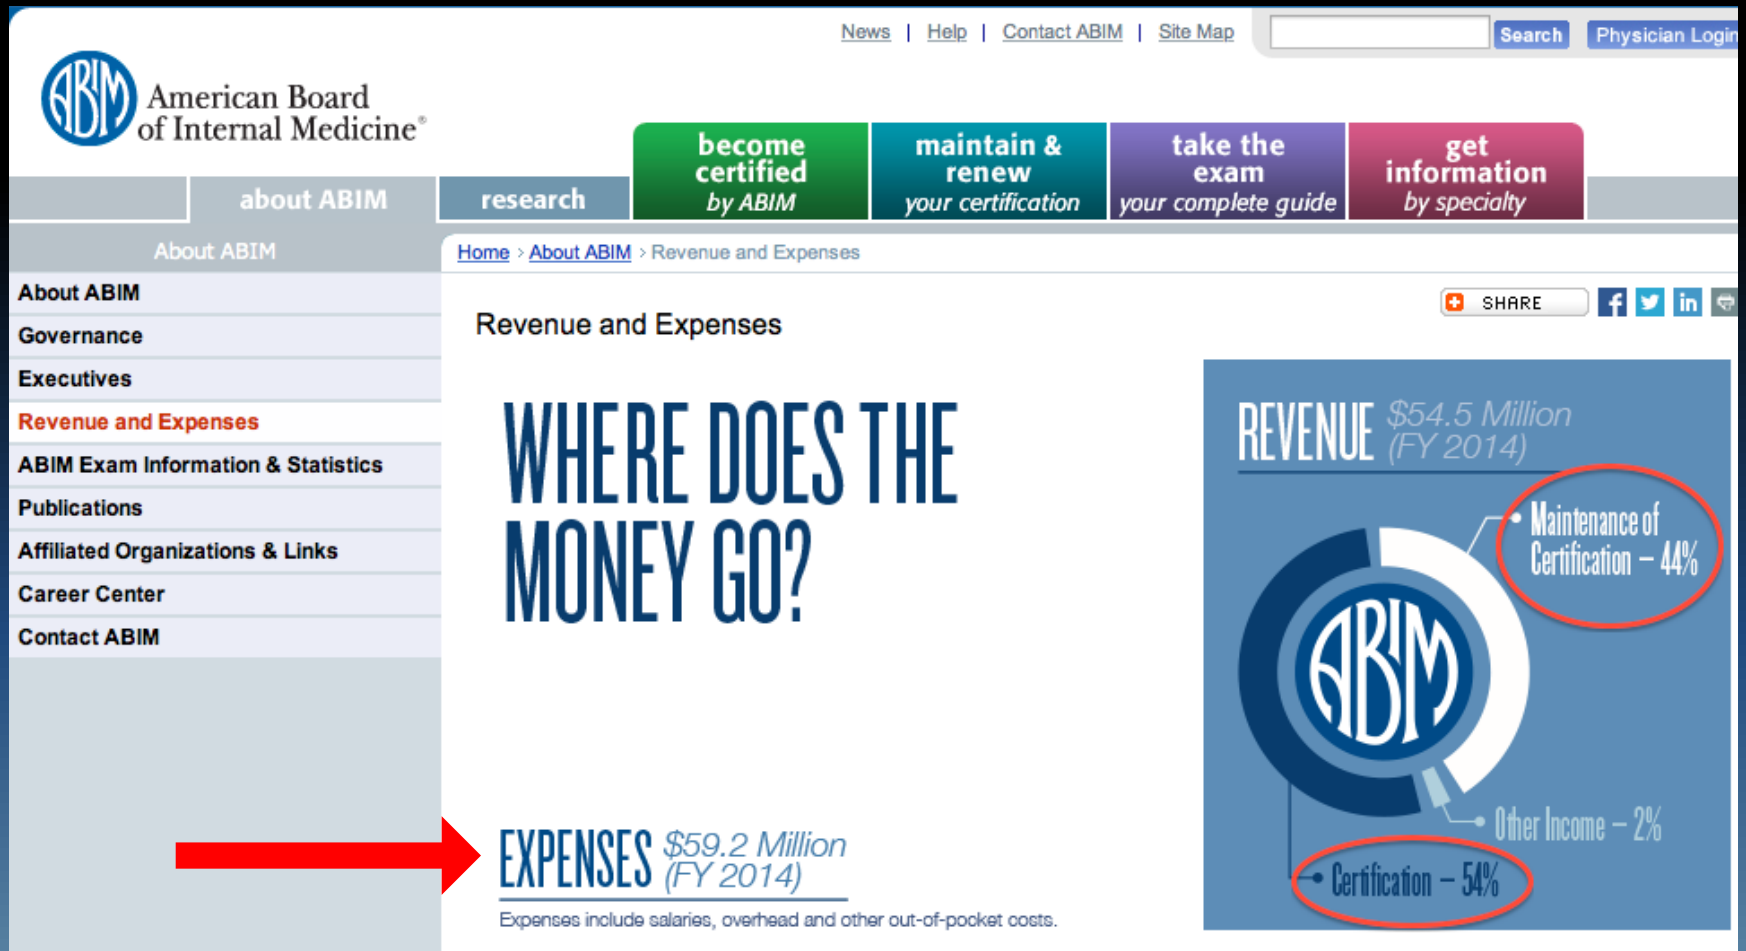 News | Help | Contact ABIM | Site Map
Search
Physician Login
ABIM
American Board
of Internal Medicine®
become
certified
by ABIM
maintain &
renew
your certification
take the
exam
your complete guide
get
information
by specialty
about ABIM
research
About ABIM
Home > About ABIM > Revenue and Expenses
About ABIM
Governance
Executives
Revenue and Expenses
ABIM Exam Information & Statistics
Publications
Affiliated Organizations & Links
Career Center
Contact ABIM
SHARE
Revenue and Expenses
WHERE DOES THE
MONEY GO?
REVENUE $54.5 Million
(FY 2014)
Maintenance of
Certification – 44%
ABIM
Other Income – 2%
Certification – 54%
EXPENSES $59.2 Million
(FY 2014)
Expenses include salaries, overhead and other out-of-pocket costs.